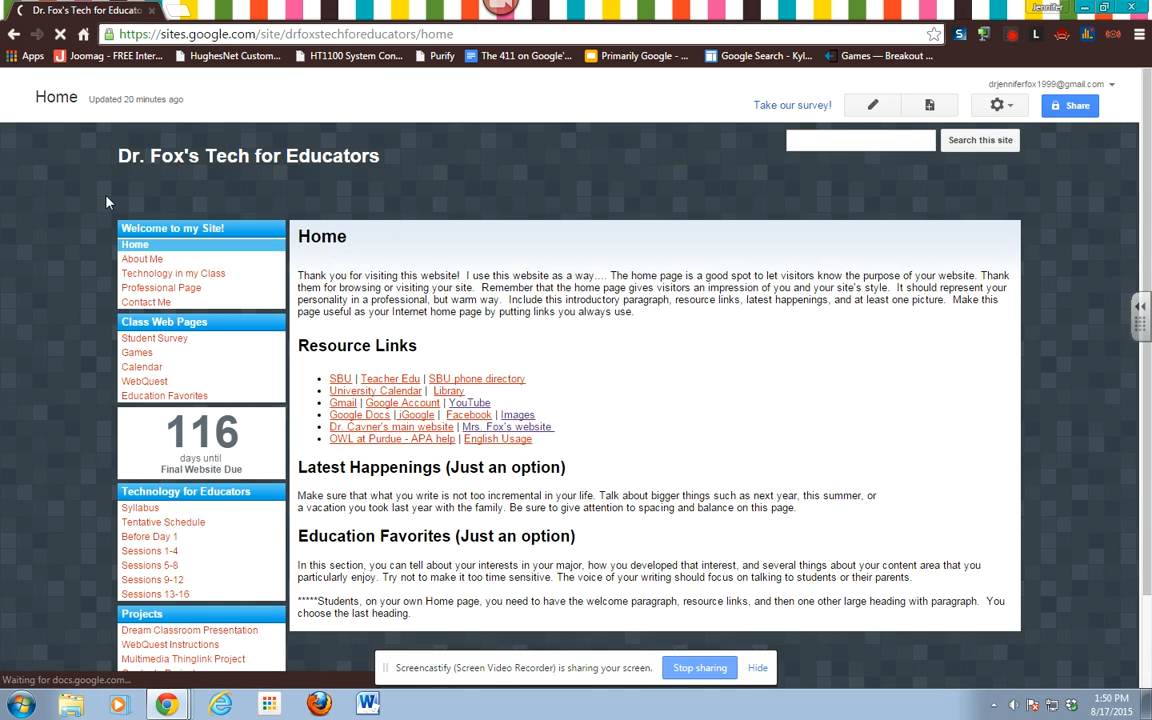 Dr. Fox's Tech for Educato
Jennifer
https://sites.google.com/site/drfoxstechforeducators/home
Apps Joomag - FREE Inter... HughesNet Custom... HT1100 System Con... Purify The 411 on Google'... Primarily Google - ... Google Search - Kyl... Games — Breakout ...
drjenniferfox1999@gmail.com
Home Updated 20 minutes ago
Take our survey!
Share
Dr. Fox's Tech for Educators
Search this site
Welcome to my Site!
Home
About Me
Technology in my Class
Professional Page
Contact Me
Class Web Pages
Student Survey
Games
Calendar
WebQuest
Education Favorites
116
days until
Final Website Due
Technology for Educators
Syllabus
Tentative Schedule
Before Day 1
Sessions 1-4
Sessions 5-8
Sessions 9-12
Sessions 13-16
Projects
Dream Classroom Presentation
WebQuest Instructions
Multimedia Thinglink Project
Home
Thank you for visiting this website! I use this website as a way.... The home page is a good spot to let visitors know the purpose of your website. Thank
them for browsing or visiting your site. Remember that the home page gives visitors an impression of you and your site's style. It should represent your
personality in a professional, but warm way. Include this introductory paragraph, resource links, latest happenings, and at least one picture. Make this
page useful as your Internet home page by putting links you always use.
Resource Links
• SBU | Teacher Edu | SBU phone directory
• University Calendar | Library
• Gmail | Google Account | YouTube
• Google Docs | iGoogle | Facebook | Images
• Dr. Cavner's main website | Mrs. Fox's website
• OWL at Purdue - APA help | English Usage
Latest Happenings (Just an option)
Make sure that what you write is not too incremental in your life. Talk about bigger things such as next year, this summer, or
a vacation you took last year with the family. Be sure to give attention to spacing and balance on this page.
Education Favorites (Just an option)
In this section, you can tell about your interests in your major, how you developed that interest, and several things about your content area that you
particularly enjoy. Try not to make it too time sensitive. The voice of your writing should focus on talking to students or their parents.
*****Students, on your own Home page, you need to have the welcome paragraph, resource links, and then one other large heading with paragraph. You
choose the last heading.
Screencastify (Screen Video Recorder) is sharing your screen. Stop sharing Hide
Waiting for docs.google.com...
1:50 PM
8/17/2015